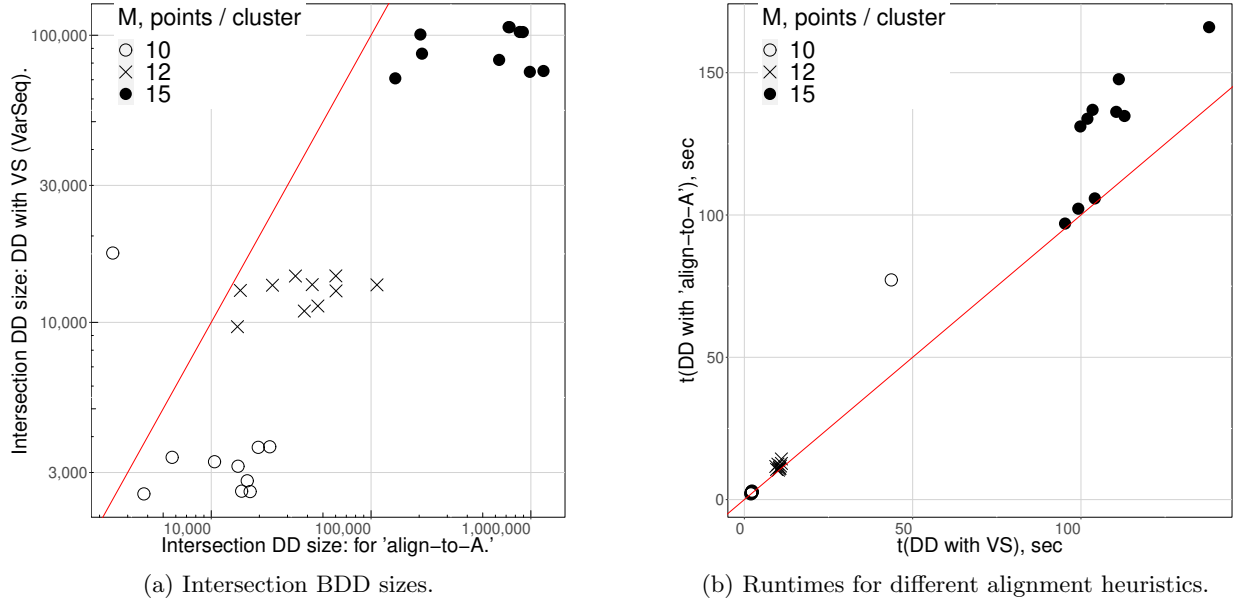 M, points / cluster
10
12
15
100,000
30,000
10,000
3,000
Intersection DD size: DD with VS (VarSeq).
10,000
100,000
1,000,000
Intersection DD size: for 'align−to−A.'
(a) Intersection BDD sizes.
M, points / cluster
10
12
15
150
100
50
0
t(DD with 'align−to−A'), sec
0
50
100
t(DD with VS), sec
(b) Runtimes for different alignment heuristics.